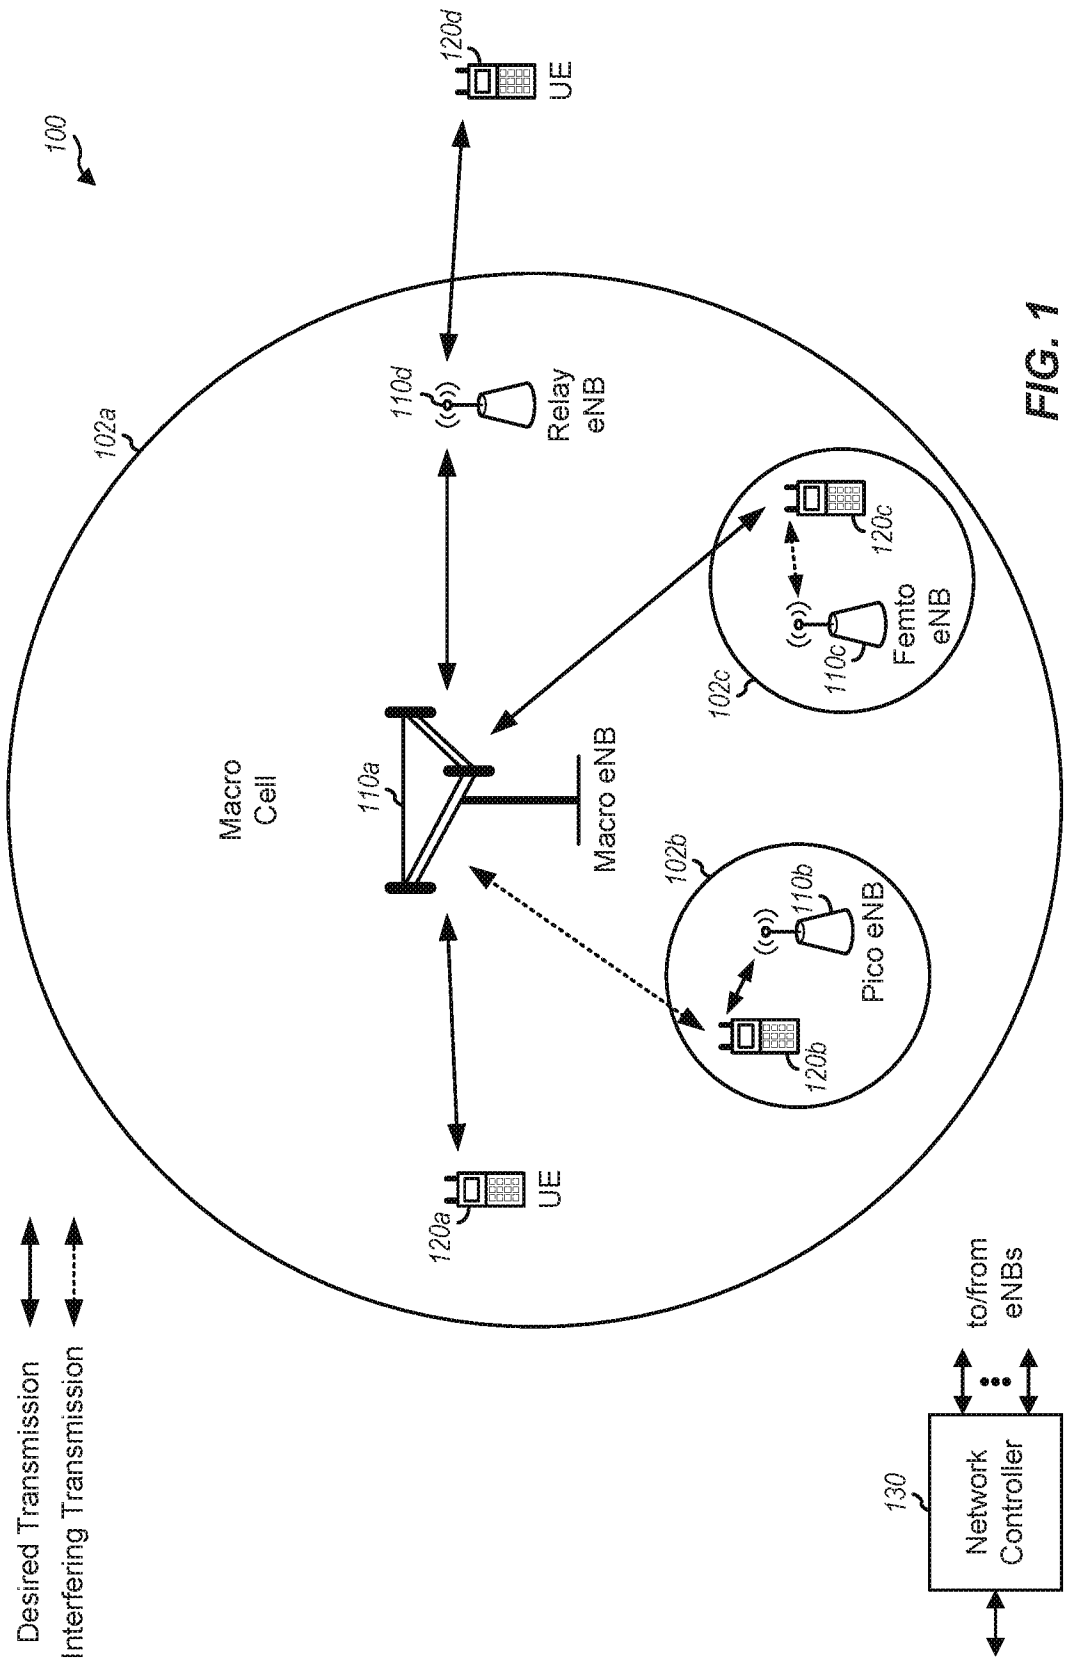 Desired Transmission
Interfering Transmission
100
102a
Macro
Cell
110a
Macro eNB
110d
Relay
eNB
120d
UE
120a
UE
102b
110b
Pico eNB
120b
102c
110c
Femto
eNB
120c
130
Network
Controller
to/from
eNBs
FIG. 1